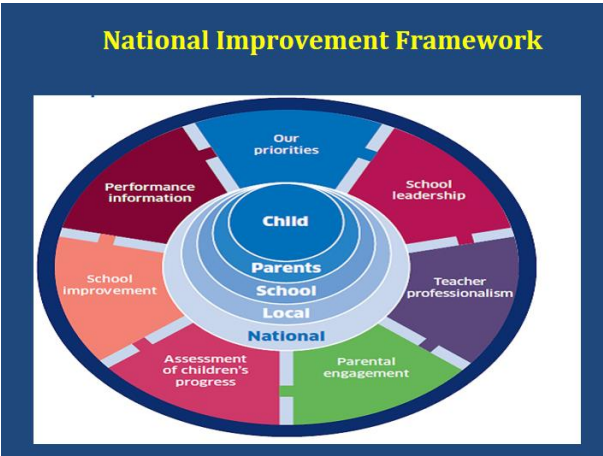 National Improvement Framework
Our
priorities
School
leadership
Teacher
professionalism
Parental
engagement
Assessment
of children's
progress
School
improvement
Performance
information
Child
Parents
School
Local
National